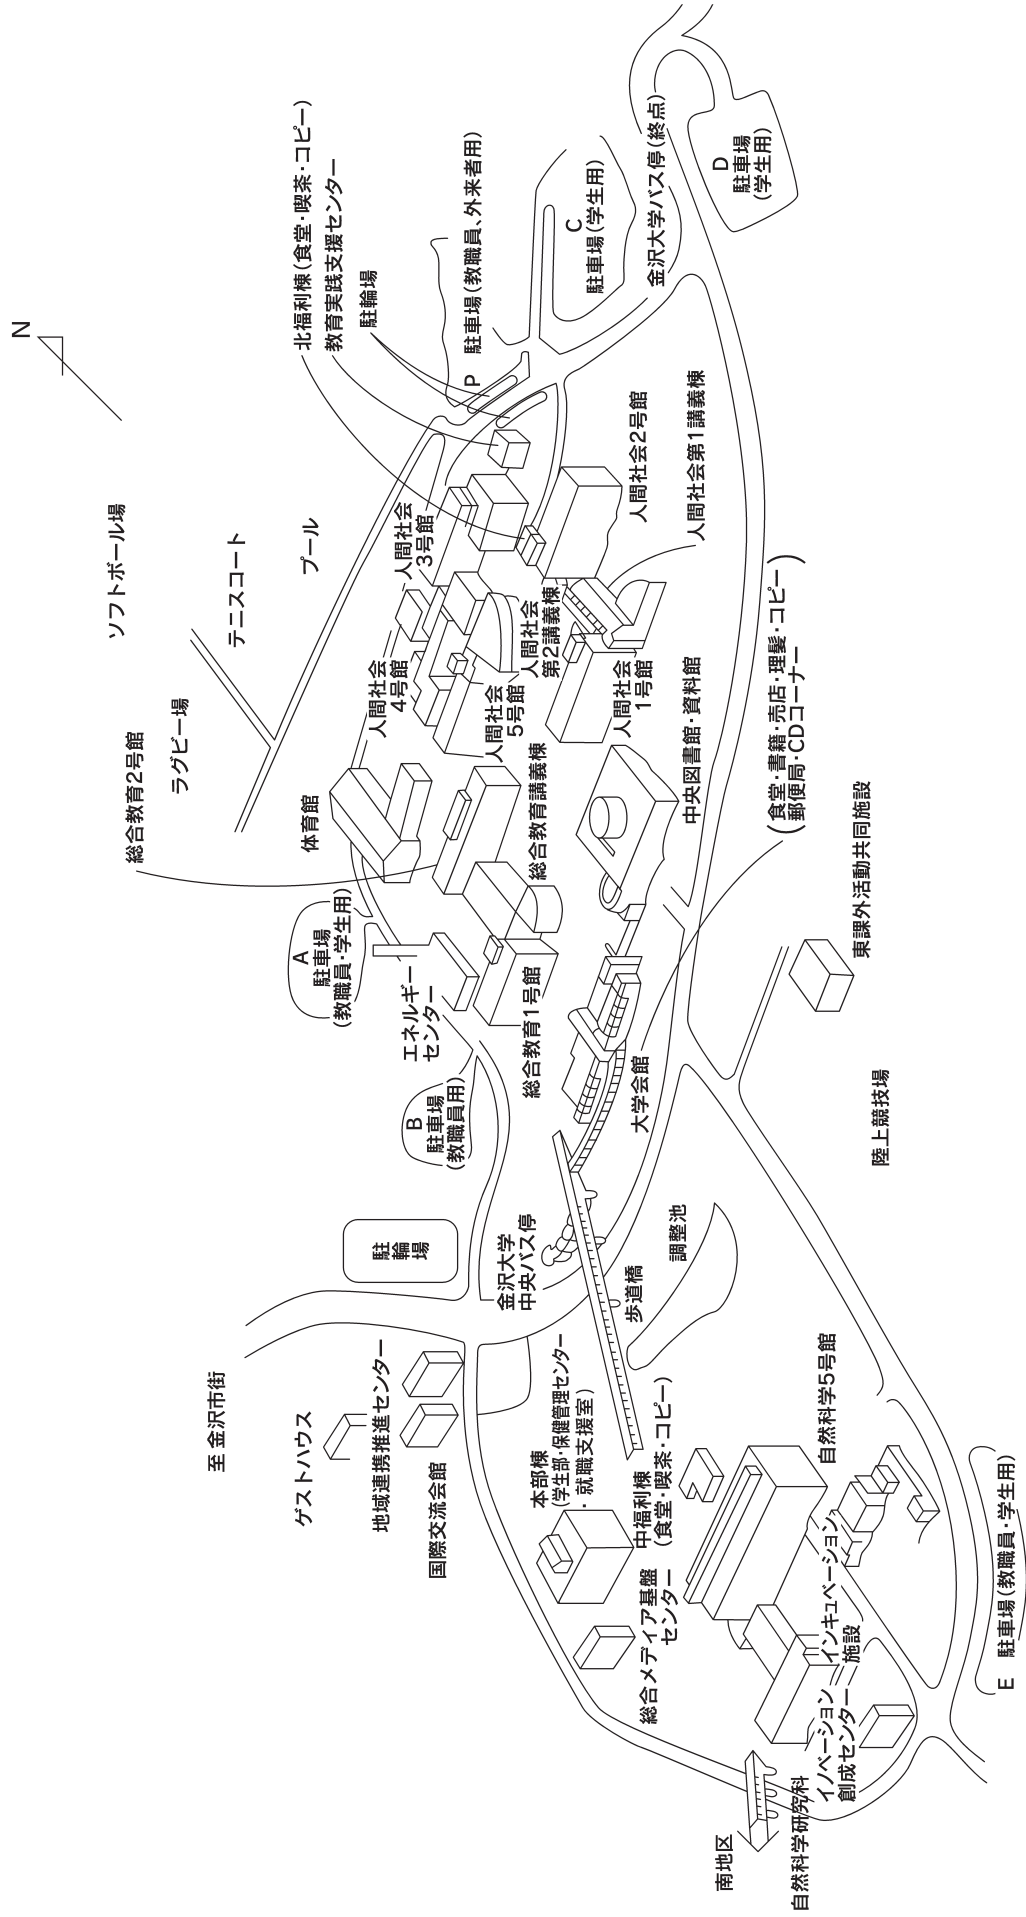 N
ソフトボール場
テニスコート
プール
ラグビー場
総合教育2号館
体育館
北福利棟（食堂・喫茶・コピー）
教育実践支援センター
駐輪場
P 駐車場（教職員、外来者用）
C
駐車場（学生用）
金沢大学バス停（終点）
D
駐車場
（学生用）
人間社会
3号館
人間社会
4号館
人間社会
5号館
人間社会
第2講義棟
人間社会2号館
人間社会第1講義棟
人間社会
1号館
総合教育講義棟
中央図書館・資料館
（食堂・書籍・売店・理髪・コピー
郵便局・CDコーナー）
A
駐車場
（教職員・学生用）
エネルギー
センター
総合教育1号館
B
駐車場
（教職員用）
大学会館
東課外活動共同施設
陸上競技場
駐輪場
金沢大学
中央バス停
調整池
歩道橋
至 金沢市街
ゲストハウス
地域連携推進センター
国際交流会館
本部棟
（学生部・保健管理センター
・就職支援室）
中福利棟
（食堂・喫茶・コピー）
総合メディア基盤
センター
自然科学5号館
インキュベーション
施設
イノベーション
創成センター
自然科学研究科
南地区
E 駐車場（教職員・学生用）